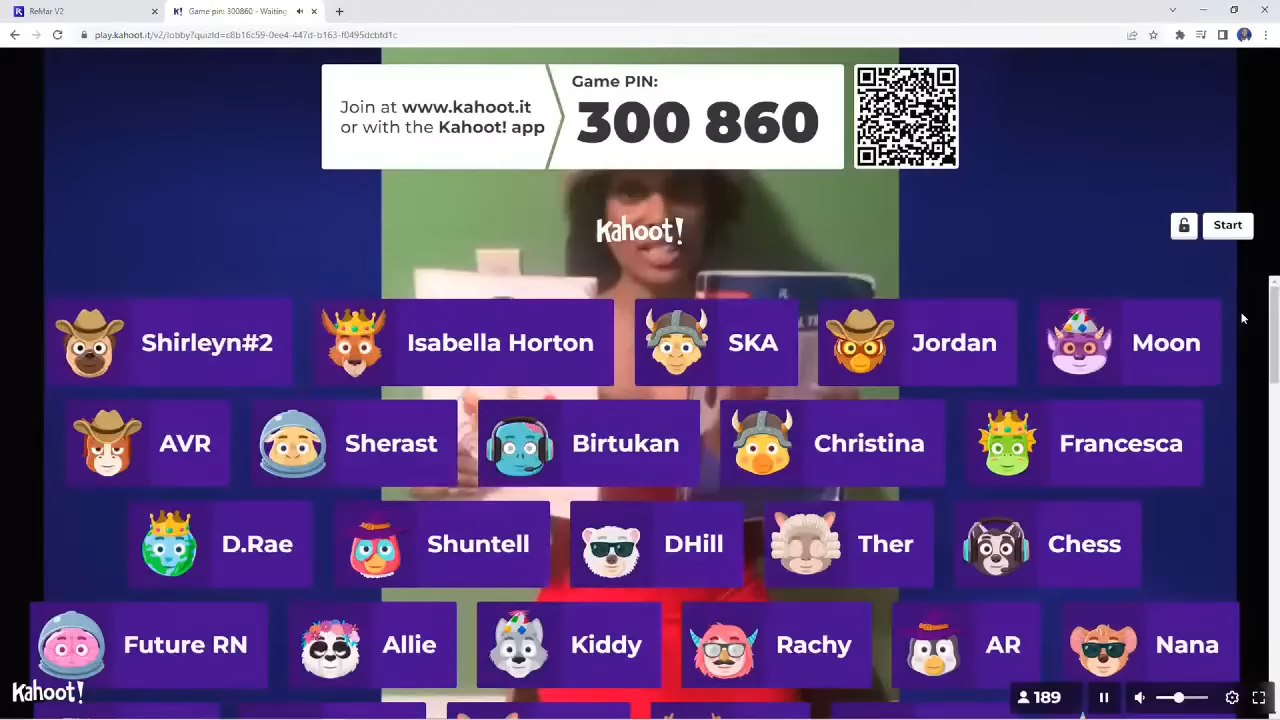 ReMar V2
Game pin: 300860 - Waiting
play.kahoot.it/v2/lobby?quizId=c8b16c59-0ee4-447d-b163-f0495dcbfd1c
Join at www.kahoot.it
or with the Kahoot! app
Game PIN:
300 860
Kahoot!
Start
Shirleyn#2
Isabella Horton
SKA
Jordan
Moon
AVR
Sherast
Birtukan
Christina
Francesca
D.Rae
Shuntell
DHill
Ther
Chess
Future RN
Allie
Kiddy
Rachy
AR
Nana
Kahoot!
189